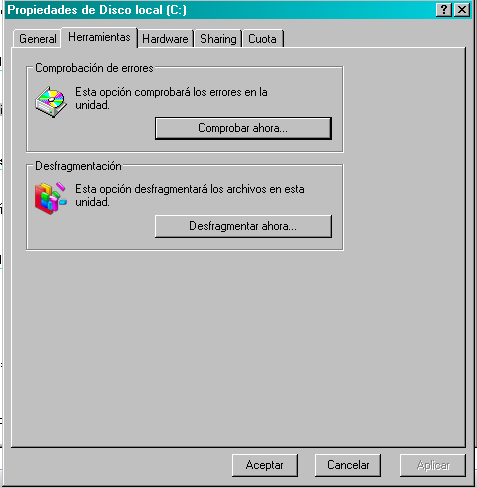 Propiedades de Disco local (C:)
General Herramientas Hardware Sharing Cuota
Comprobación de errores
Esta opción comprobará los errores en la
unidad.
Comprobar ahora...
Desfragmentación
Esta opción desfragmentará los archivos en esta
unidad.
Desfragmentar ahora...
Aceptar Cancelar Aplicar